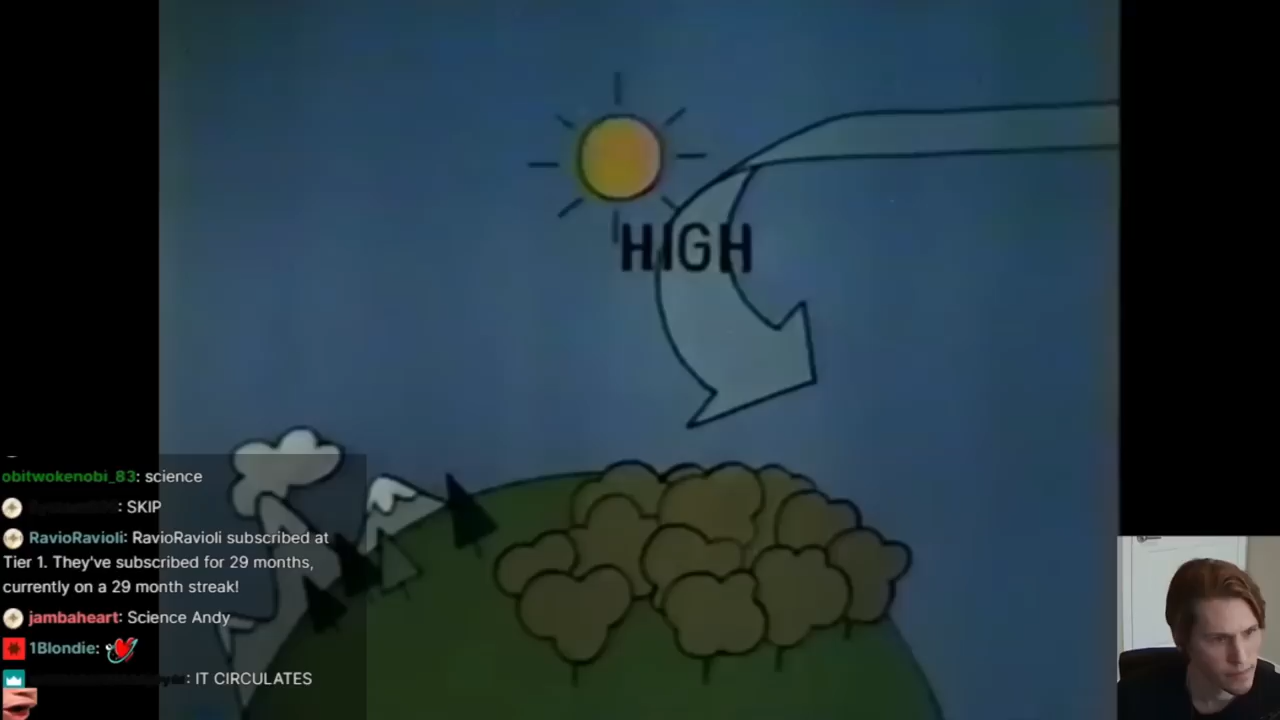 HIGH
obitwokenobi_83: science
: SKIP
RavioRavioli: RavioRavioli subscribed at
Tier 1. They've subscribed for 29 months,
currently on a 29 month streak!
jambaheart: Science Andy
1Blondie:
: IT CIRCULATES